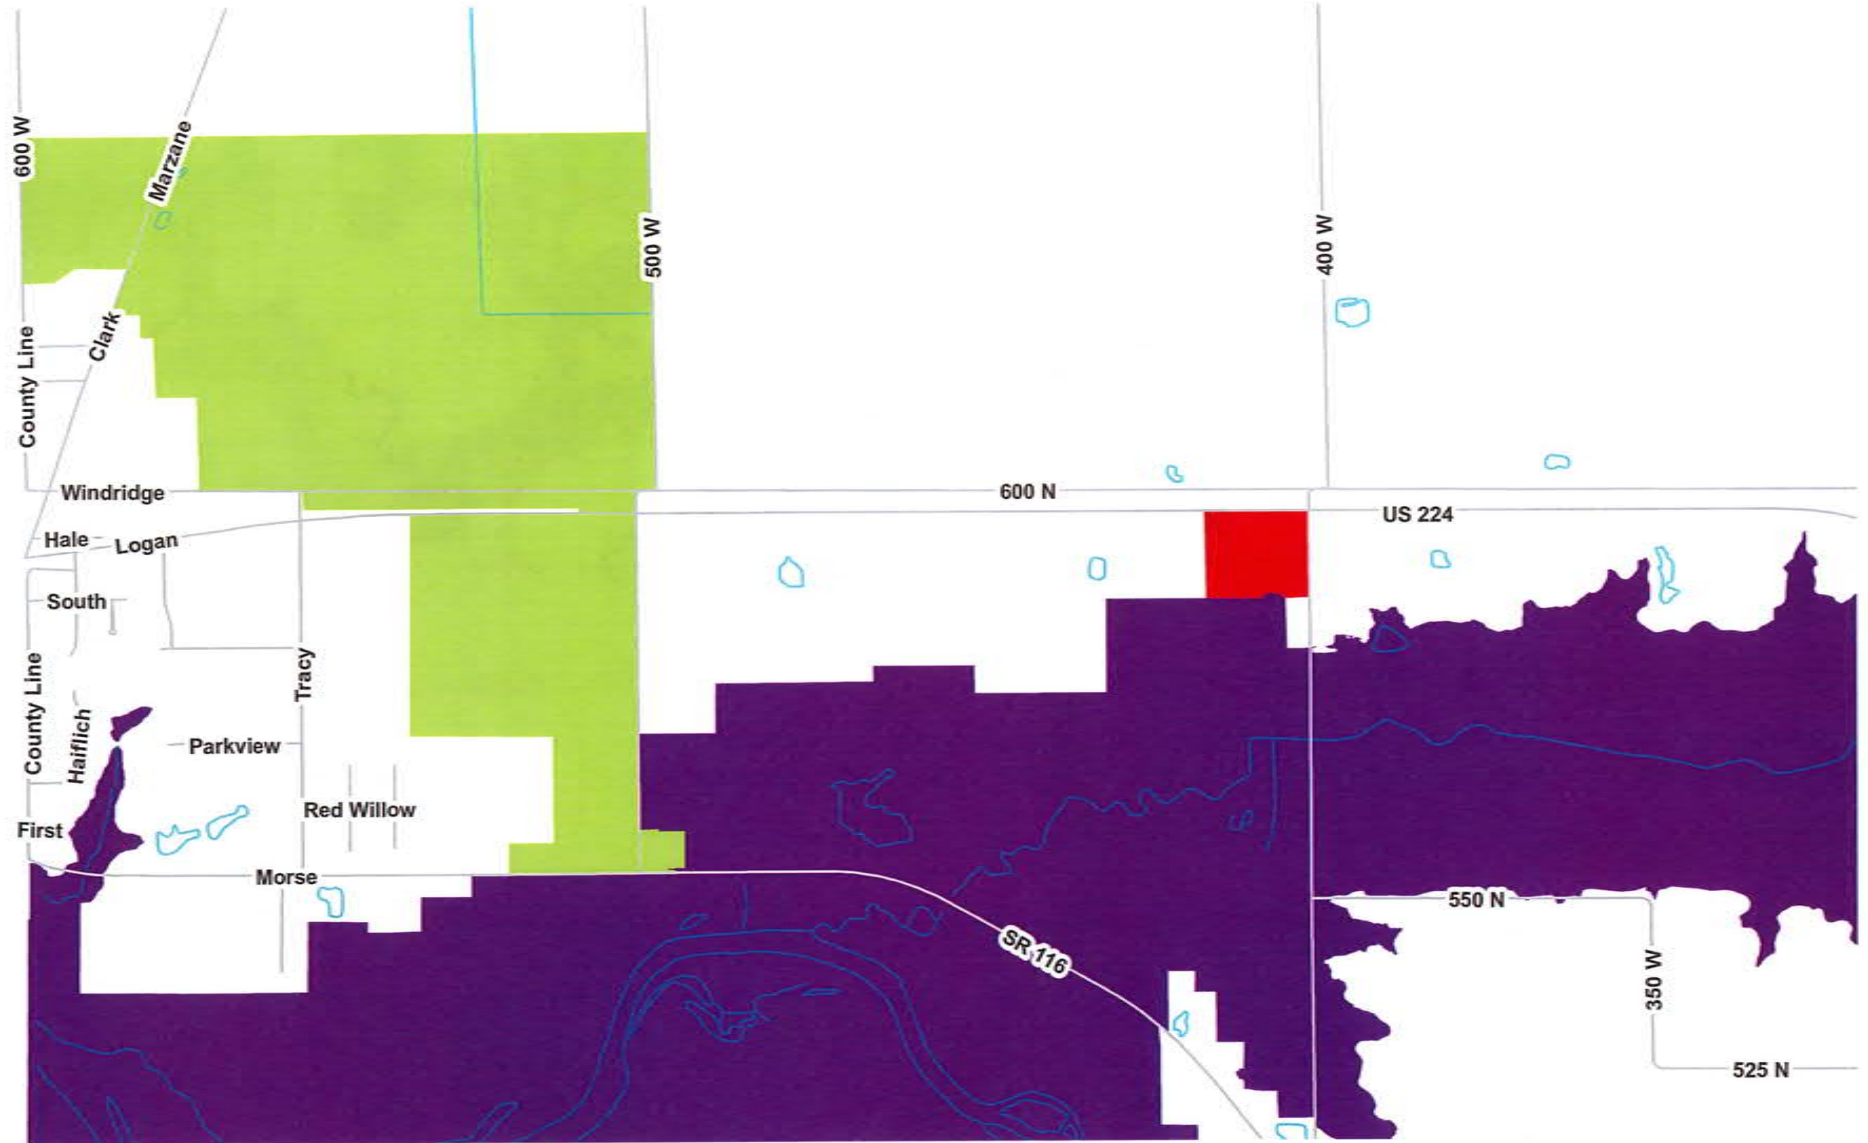 600 W
Marzane
500 W
400 W
County Line
Clark
Windridge
600 N
US 224
Hale
Logan
South
County Line
Haiflich
Tracy
Parkview
Red Willow
First
Morse
550 N
SR 116
350 W
525 N